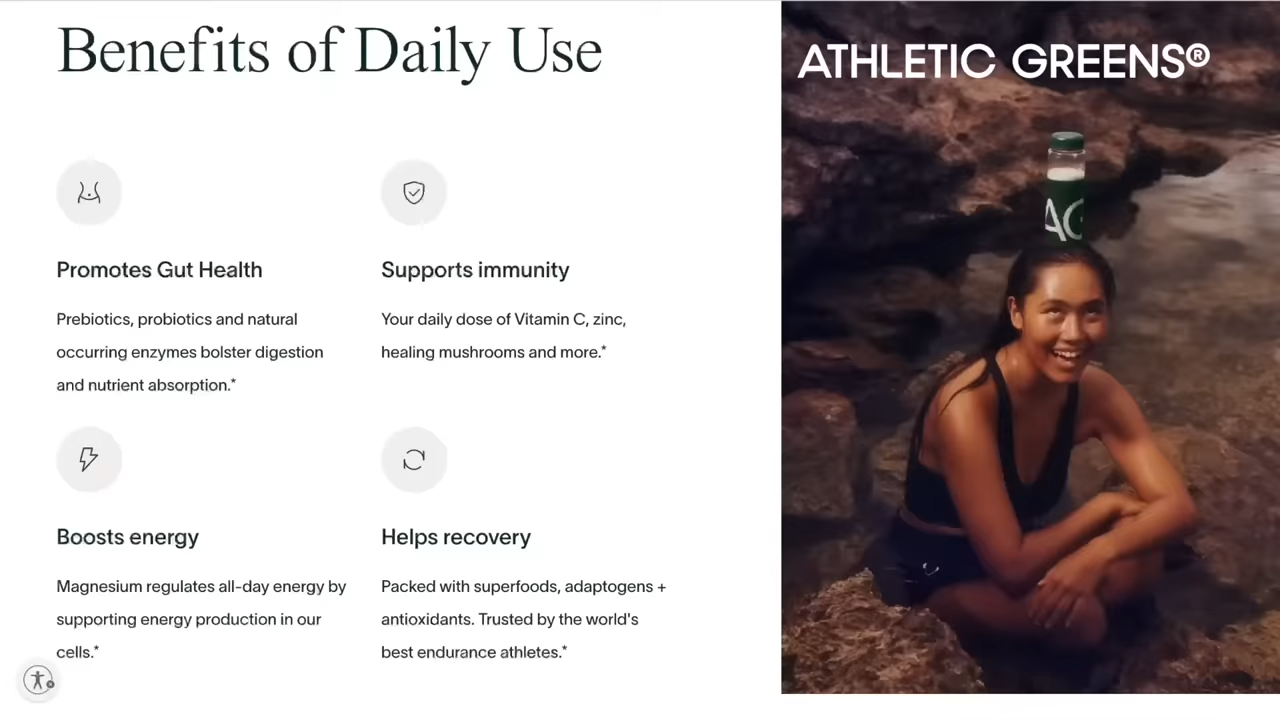 Benefits of Daily Use
Promotes Gut Health
Prebiotics, probiotics and natural
occurring enzymes bolster digestion
and nutrient absorption.*
Supports immunity
Your daily dose of Vitamin C, zinc,
healing mushrooms and more.*
Boosts energy
Magnesium regulates all-day energy by
supporting energy production in our
cells.*
Helps recovery
Packed with superfoods, adaptogens +
antioxidants. Trusted by the world's
best endurance athletes.*
ATHLETIC GREENS®
AG